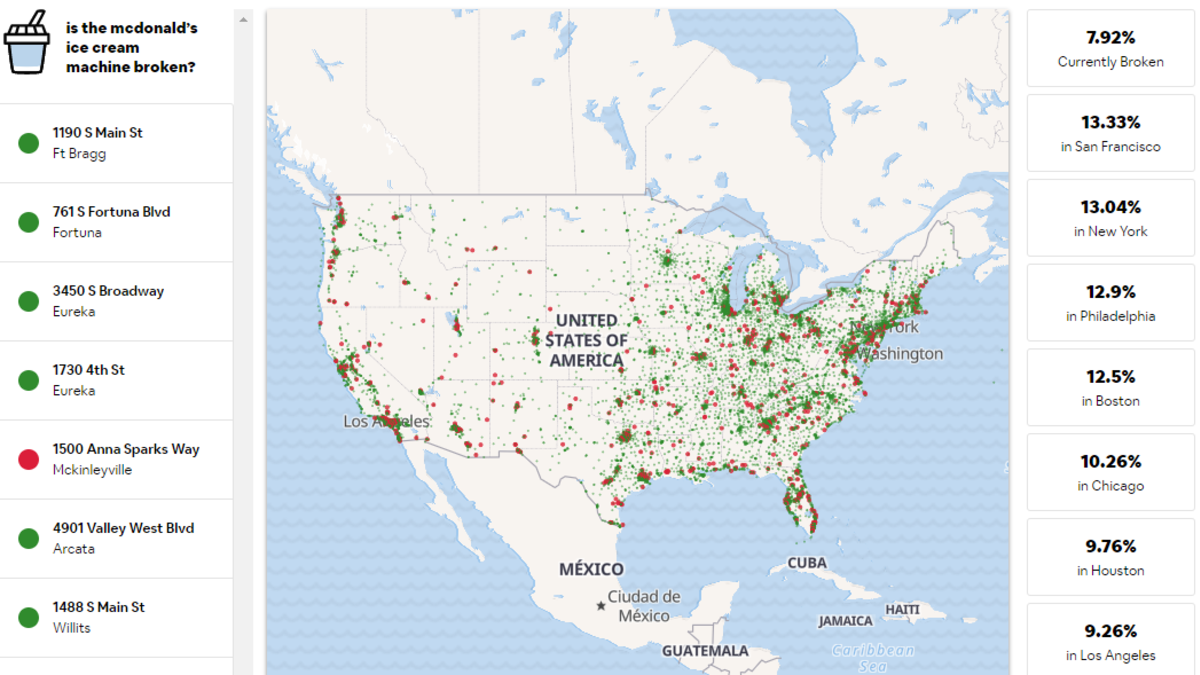 is the mcdonald's
ice cream
machine broken?
1190 S Main St
Ft Bragg
761 S Fortuna Blvd
Fortuna
3450 S Broadway
Eureka
1730 4th St
Eureka
1500 Anna Sparks Way
Mckinleyville
4901 Valley West Blvd
Arcata
1488 S Main St
Willits
UNITED
STATES OF
AMERICA
New York
Washington
Los Angeles
MÉXICO
Ciudad de
México
CUBA
HAITI
JAMAICA
GUATEMALA
Caribbean
Sea
7.92%
Currently Broken
13.33%
in San Francisco
13.04%
in New York
12.9%
in Philadelphia
12.5%
in Boston
10.26%
in Chicago
9.76%
in Houston
9.26%
in Los Angeles